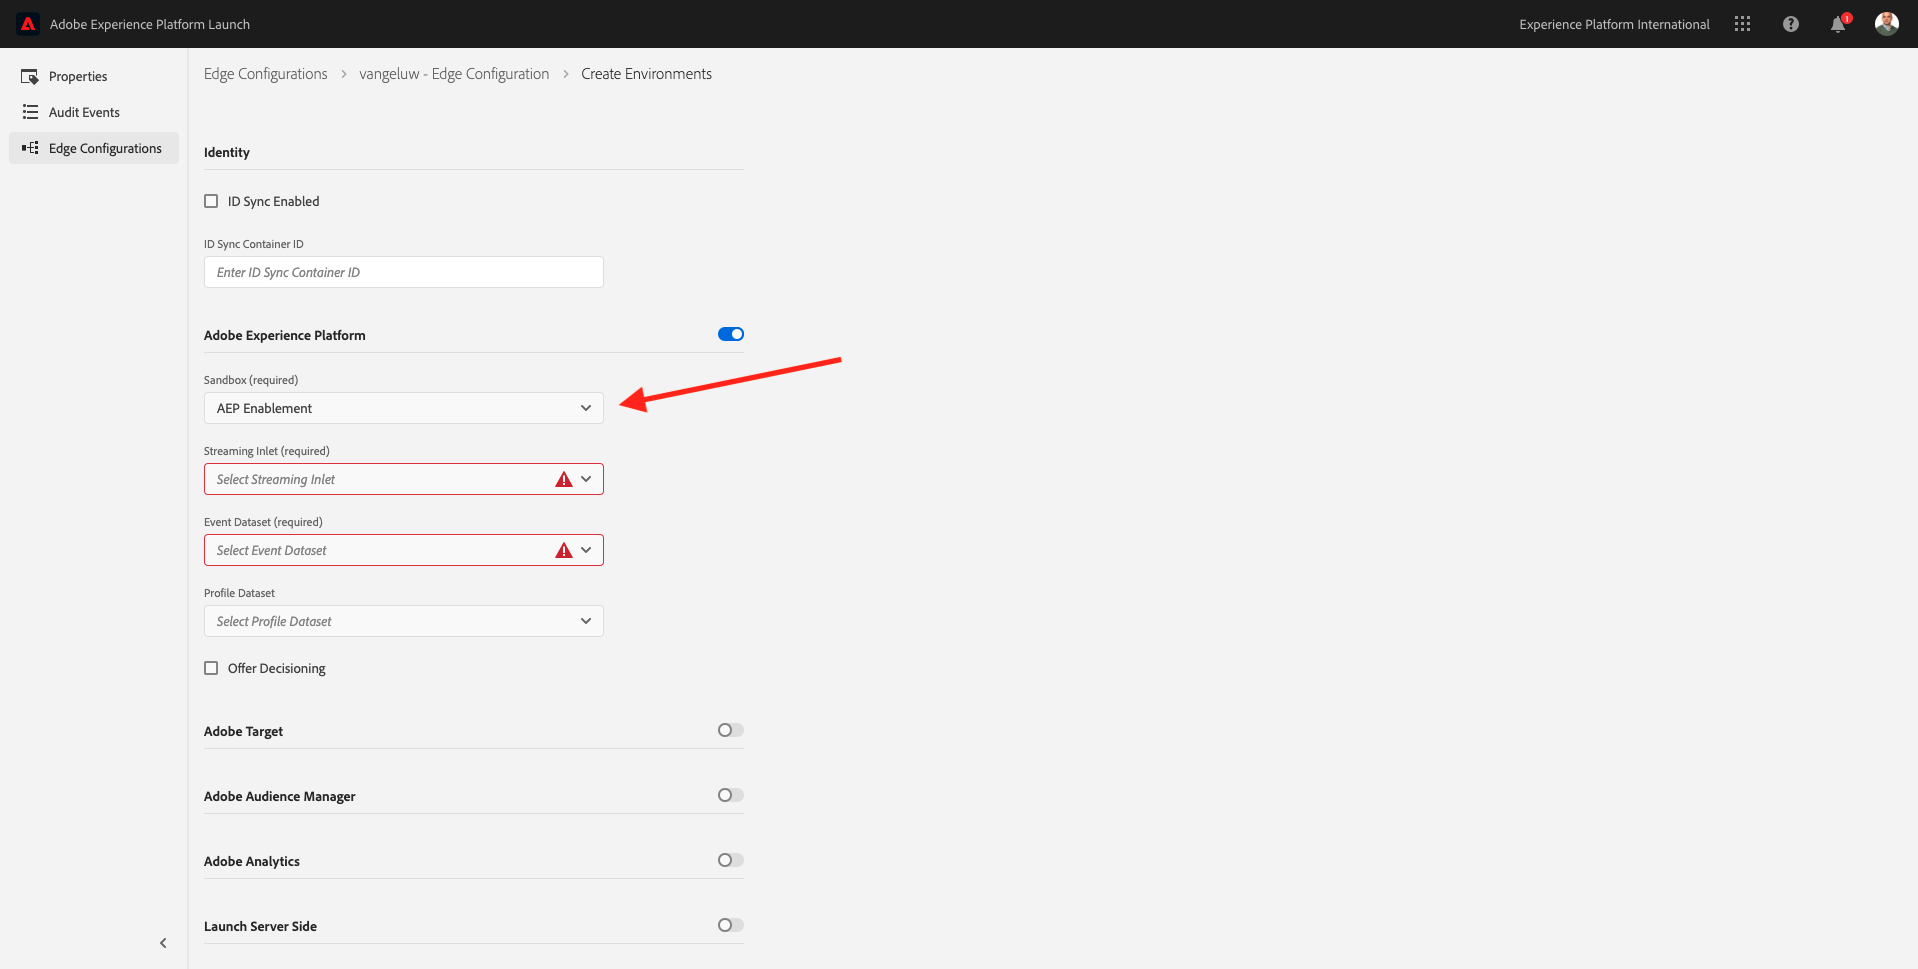 Adobe Experience Platform Launch
Experience Platform International
1
Properties
Audit Events
Edge Configurations
Edge Configurations > vangeluw - Edge Configuration > Create Environments
Identity
ID Sync Enabled
ID Sync Container ID
Enter ID Sync Container ID
Adobe Experience Platform
Sandbox (required)
AEP Enablement
Streaming Inlet (required)
Select Streaming Inlet
Event Dataset (required)
Select Event Dataset
Profile Dataset
Select Profile Dataset
Offer Decisioning
Adobe Target
Adobe Audience Manager
Adobe Analytics
Launch Server Side